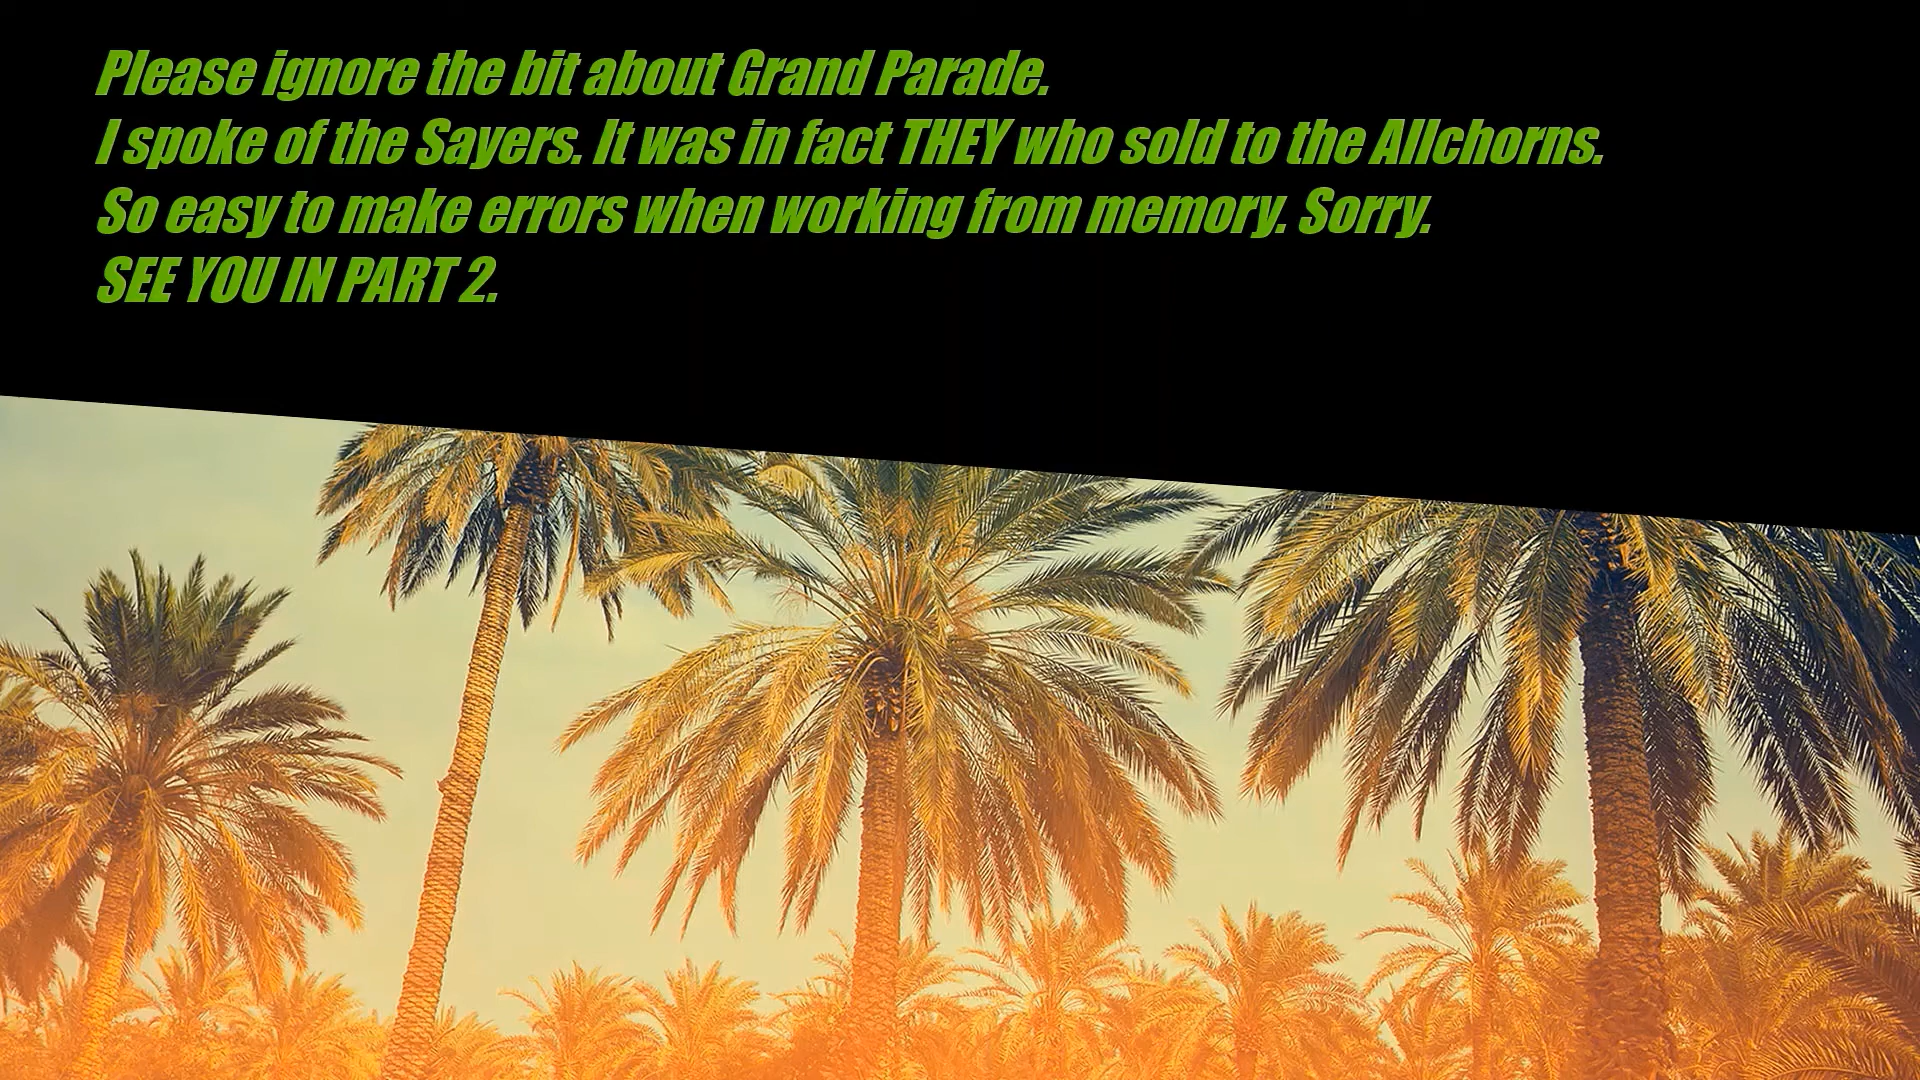 Please ignore the bit about Grand Parade.
I spoke of the Sayers. It was in fact THEY who sold to the Allchorns.
So easy to make errors when working from memory. Sorry.
SEE YOU IN PART 2.